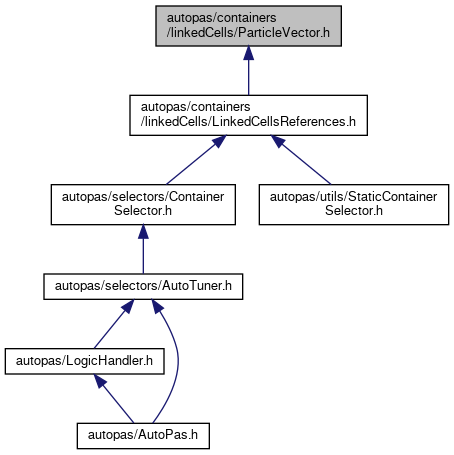 autopas/containers
/linkedCells/ParticleVector.h
autopas/containers
/linkedCells/LinkedCellsReferences.h
autopas/selectors/Container
Selector.h
autopas/utils/StaticContainer
Selector.h
autopas/selectors/AutoTuner.h
autopas/LogicHandler.h
autopas/AutoPas.h